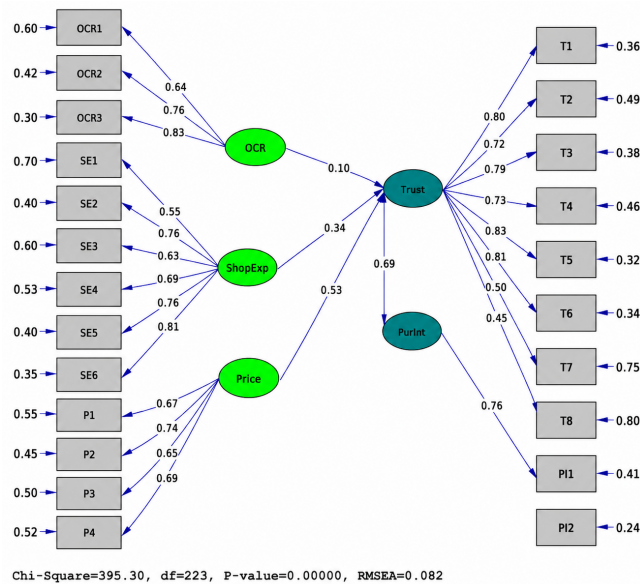 0.60 OCR1
0.42 OCR2
0.30 OCR3
0.70 SE1
0.40 SE2
0.60 SE3
0.53 SE4
0.40 SE5
0.35 SE6
0.55 P1
0.45 P2
0.50 P3
0.52 P4
0.64
0.76
0.83
OCR
0.55
0.76
0.63
0.69
0.76
0.81
ShopExp
0.67
0.74
0.65
0.69
Price
0.10
0.34
0.53
Trust
0.69
PurInt
0.80
0.72
0.79
0.73
0.83
0.81
0.50
0.45
0.76
T1 0.36
T2 0.49
T3 0.38
T4 0.46
T5 0.32
T6 0.34
T7 0.75
T8 0.80
PI1 0.41
PI2 0.24
Chi-Square=395.30, df=223, P-value=0.00000, RMSEA=0.082